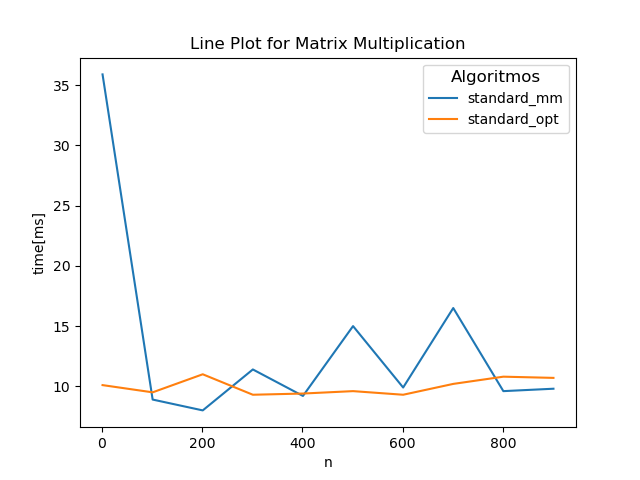 Line Plot for Matrix Multiplication
Algoritmos
standard_mm
standard_opt
time[ms]
35
30
25
20
15
10
0
200
400
600
800
n